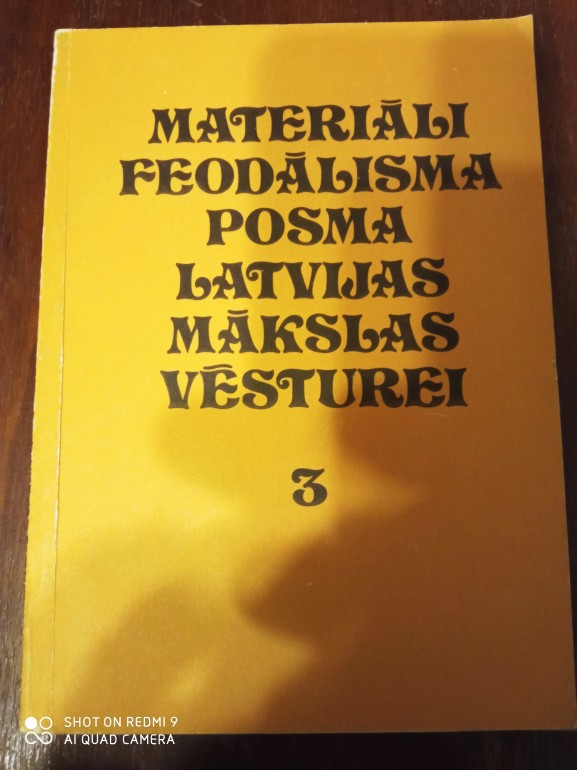 MATERIĀLI
FEODĀLISMA
POSMA
LATVIJAS
MĀKSLAS
VĒSTUREI
3
SHOT ON REDMI 9
AI QUAD CAMERA